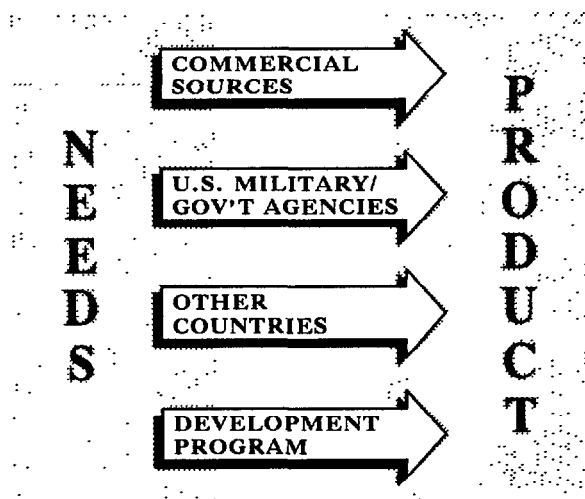 NEEDS
COMMERCIAL
SOURCES
U.S. MILITARY/
GOV'T AGENCIES
OTHER
COUNTRIES
DEVELOPMENT
PROGRAM
PRODUCT